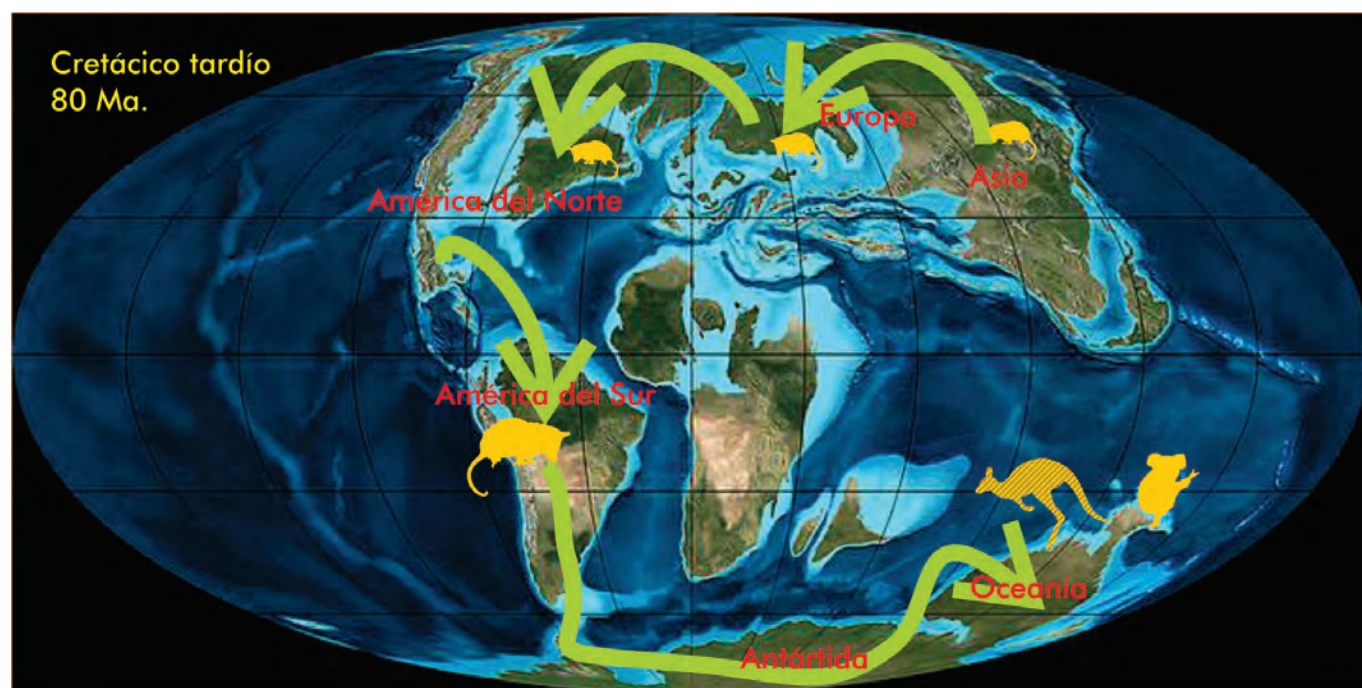 Cretácico tardío
80 Ma.
Europa
Asia
América del Norte
América del Sur
Oceanía
Antártida